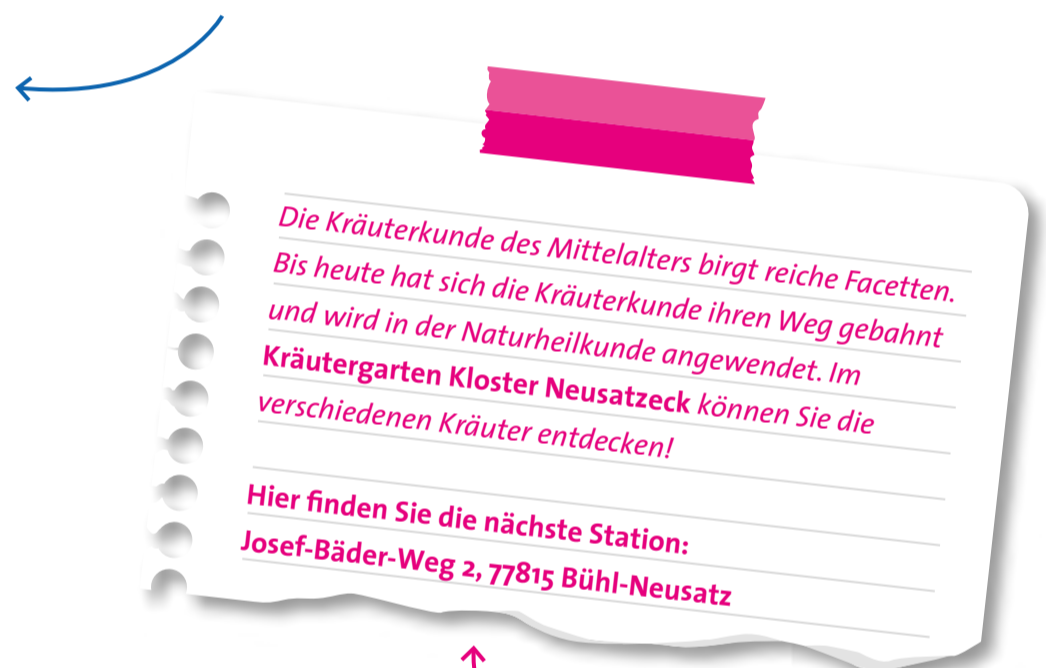 Die Kräuterkunde des Mittelalters birgt reiche Facetten.
Bis heute hat sich die Kräuterkunde ihren Weg gebahnt
und wird in der Naturheilkunde angewendet. Im
Kräutergarten Kloster Neusatzeck können Sie die
verschiedenen Kräuter entdecken!
Hier finden Sie die nächste Station:
Josef-Bäder-Weg 2, 77815 Bühl-Neusatz